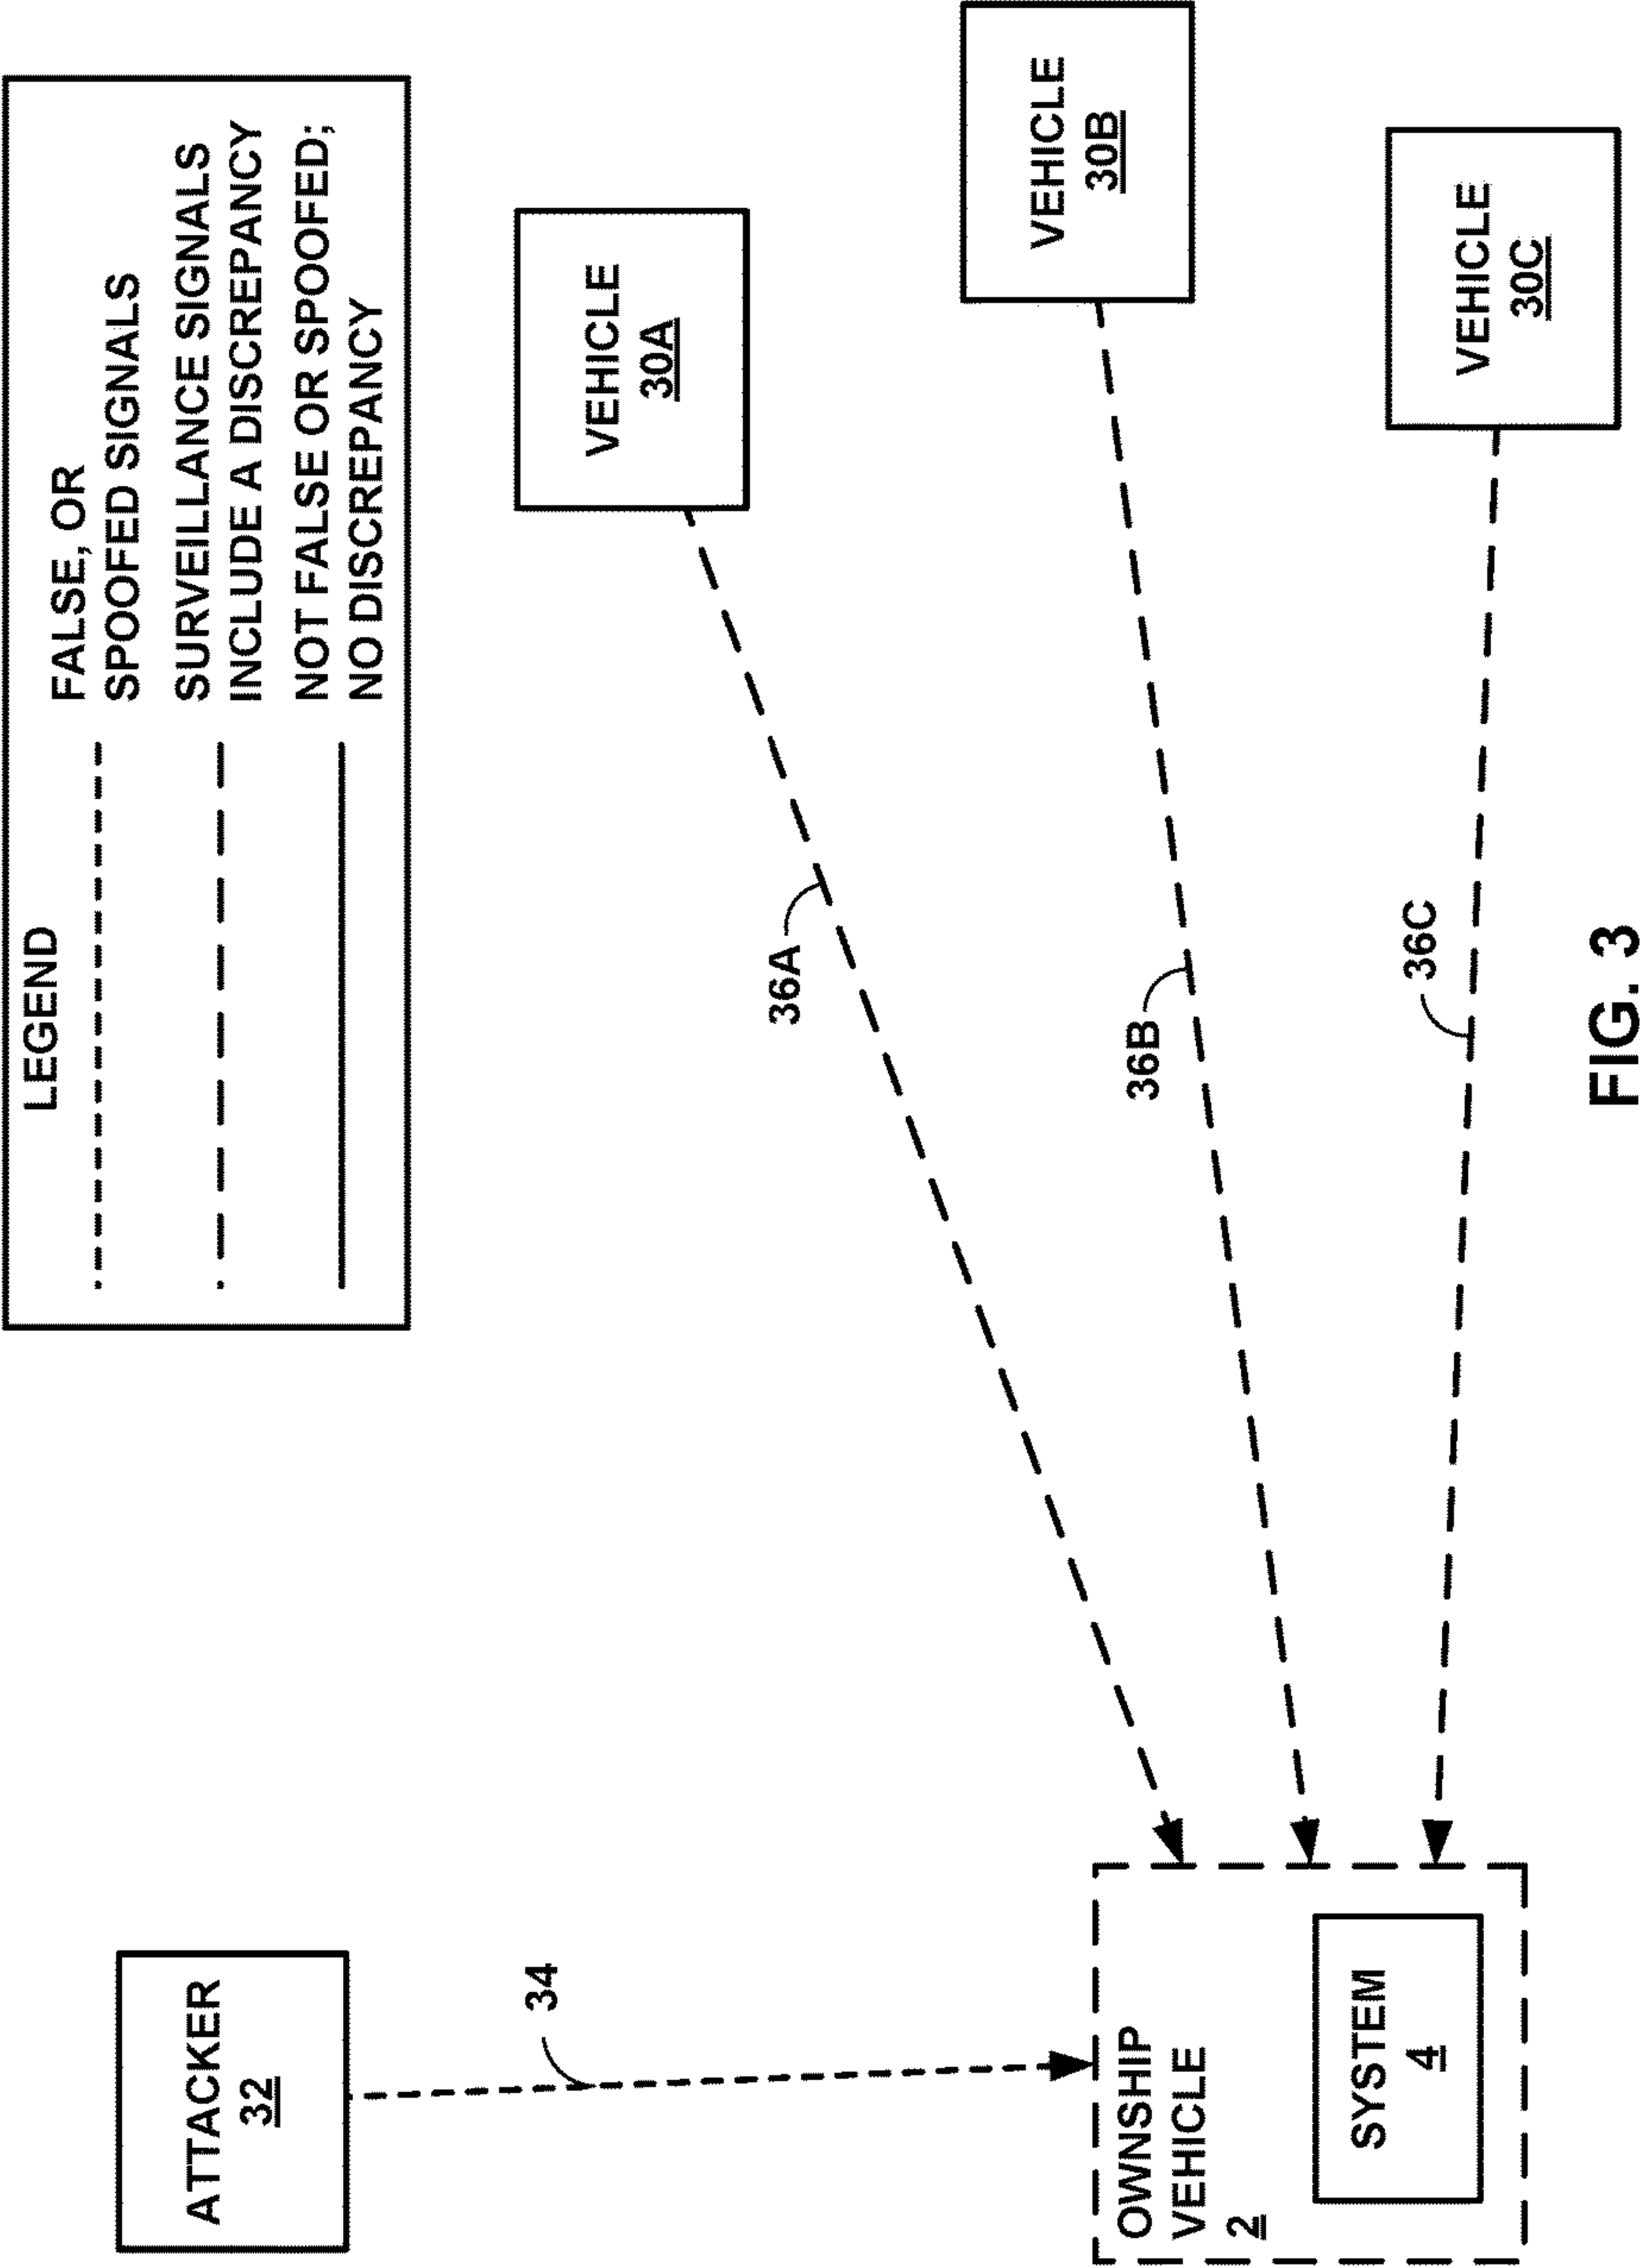 LEGEND
FALSE, OR
SPOOFED SIGNALS
SURVEILLANCE SIGNALS
INCLUDE A DISCREPANCY
NOT FALSE OR SPOOFED;
NO DISCREPANCY
ATTACKER
32
34
OWNSHIP
VEHICLE
2
SYSTEM
4
36A
36B
36C
VEHICLE
30A
VEHICLE
30B
VEHICLE
30C
FIG. 3